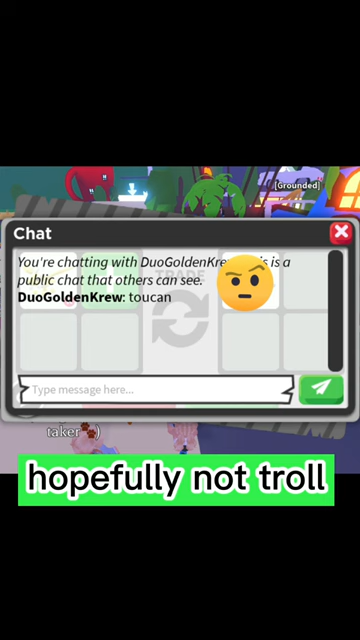 [Grounded]
Chat
You're chatting with DuoGoldenKre is is a
public chat that others can see.
DuoGoldenKrew: toucan
TRADE
Type message here...
taker )
hopefully not troll